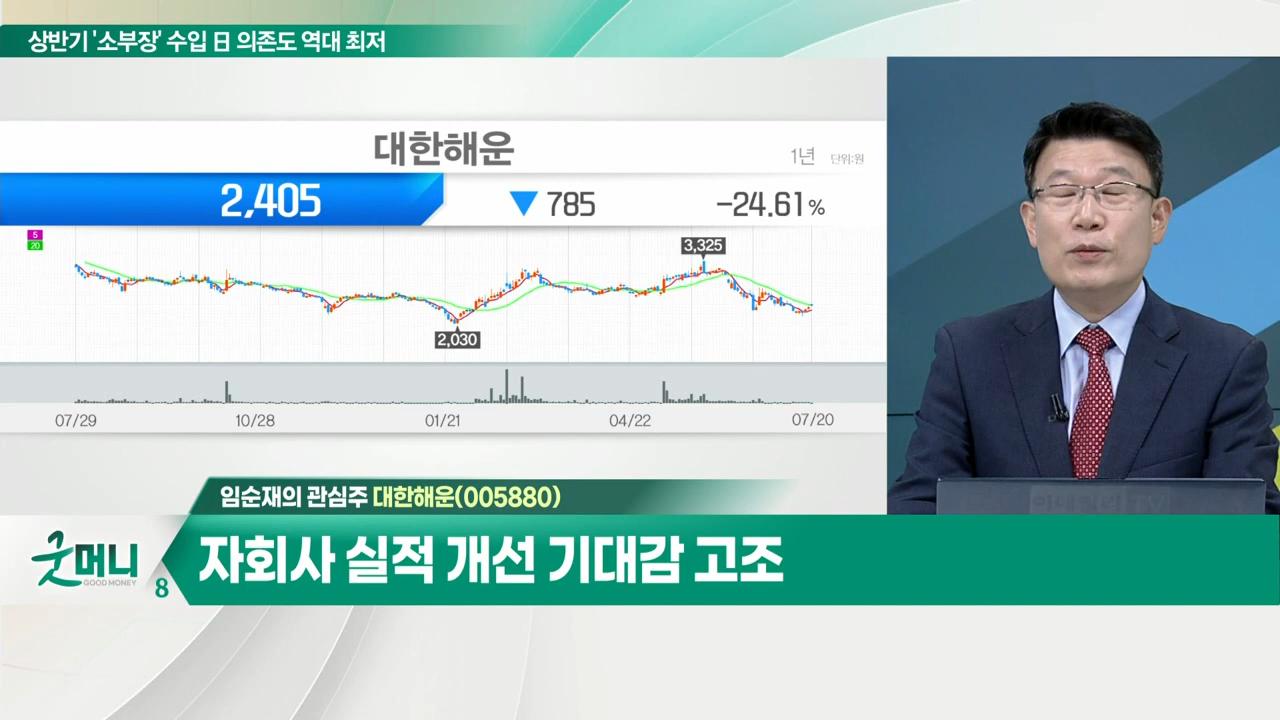 상반기 '소부장' 수입 日 의존도 역대 최저
대한해운
1년 단위:원
2,405 ▼ 785 -24.61%
5
20
3,325
2,030
07/29 10/28 01/21 04/22 07/20
임순재의 관심주 대한해운(005880)
자회사 실적 개선 기대감 고조
굿머니
GOOD MONEY
8